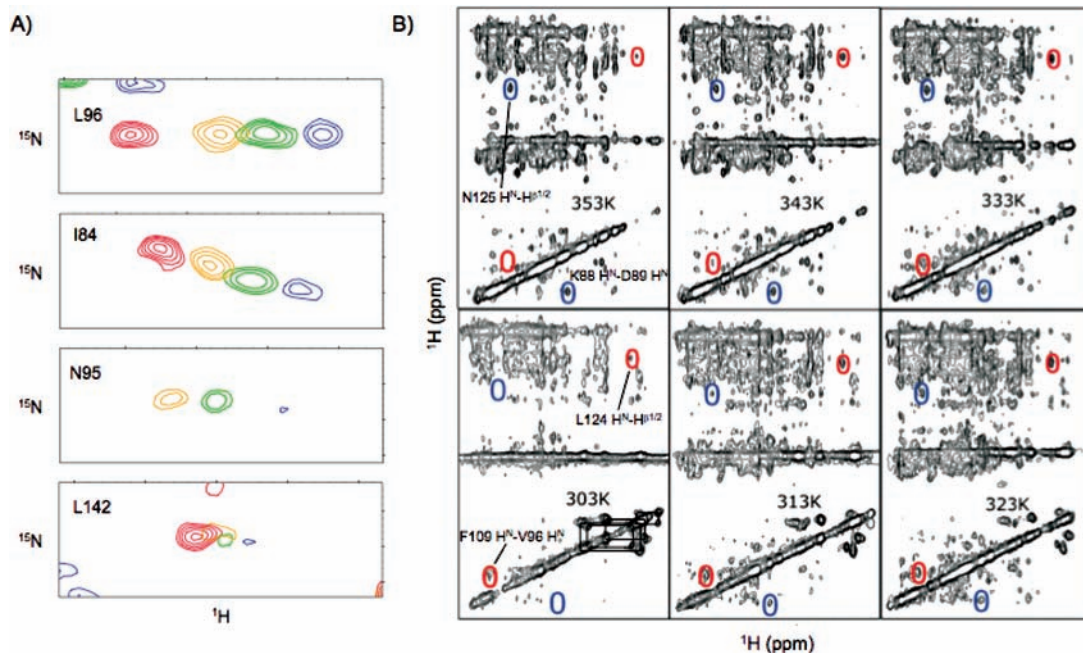 A)
B)
L96
¹⁵N
I84
¹⁵N
N95
¹⁵N
L142
¹⁵N
¹H
¹H (ppm)
N125 Hᴺ-Hᵝ¹/²
353K
343K
333K
K88 Hᴺ-D89 Hᴺ
L124 Hᴺ-Hᵝ¹/²
303K
313K
323K
F109 Hᴺ-V96 Hᴺ
¹H (ppm)